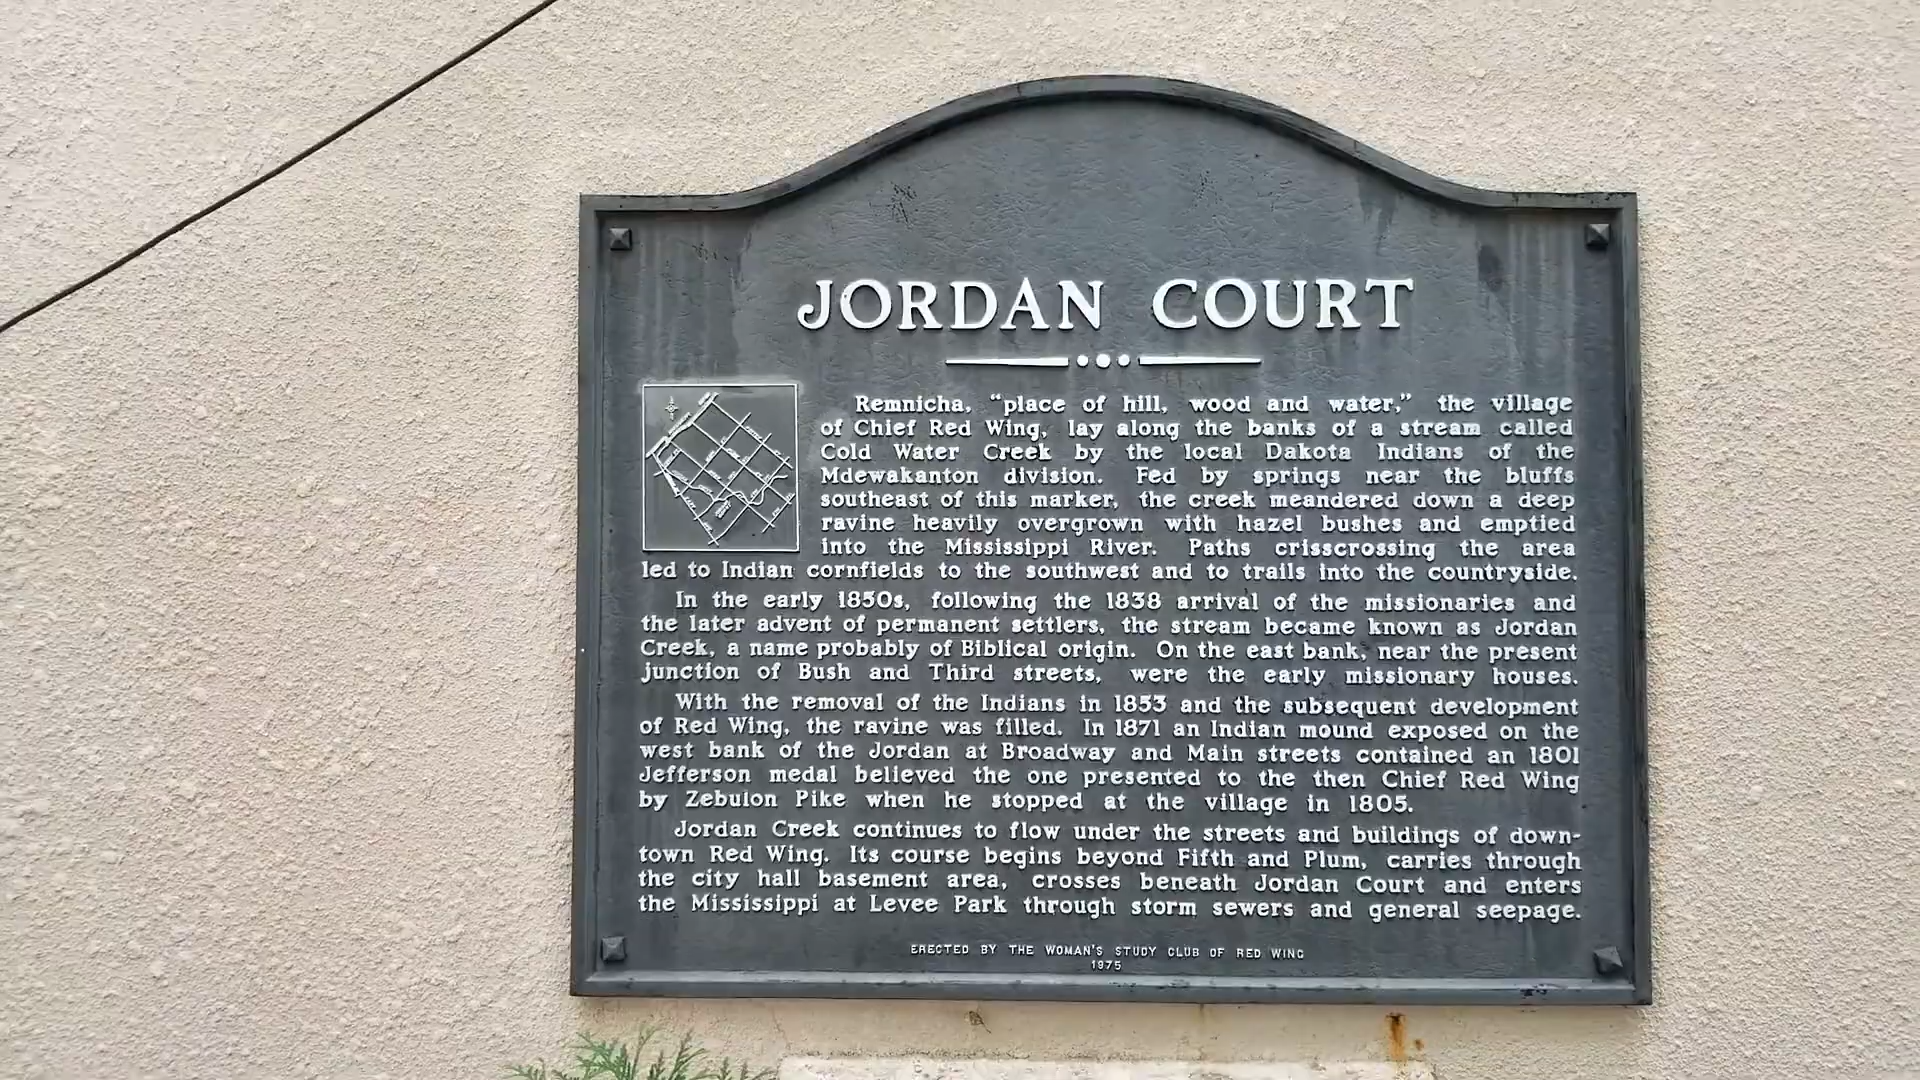 JORDAN COURT
Remnicha, “place of hill, wood and water,” the village
of Chief Red Wing, lay along the banks of a stream called
Cold Water Creek by the local Dakota Indians of the
Mdewakanton division. Fed by springs near the bluffs
southeast of this marker, the creek meandered down a deep
ravine heavily overgrown with hazel bushes and emptied
into the Mississippi River. Paths crisscrossing the area
led to Indian cornfields to the southwest and to trails into the countryside.
In the early 1850s, following the 1838 arrival of the missionaries and
the later advent of permanent settlers, the stream became known as Jordan
Creek, a name probably of Biblical origin. On the east bank, near the present
junction of Bush and Third streets, were the early missionary houses.
With the removal of the Indians in 1853 and the subsequent development
of Red Wing, the ravine was filled. In 1871 an Indian mound exposed on the
west bank of the Jordan at Broadway and Main streets contained an 1801
Jefferson medal believed the one presented to the then Chief Red Wing
by Zebulon Pike when he stopped at the village in 1805.
Jordan Creek continues to flow under the streets and buildings of down-
town Red Wing. Its course begins beyond Fifth and Plum, carries through
the city hall basement area, crosses beneath Jordan Court and enters
the Mississippi at Levee Park through storm sewers and general seepage.
ERECTED BY THE WOMAN'S STUDY CLUB OF RED WING
1975